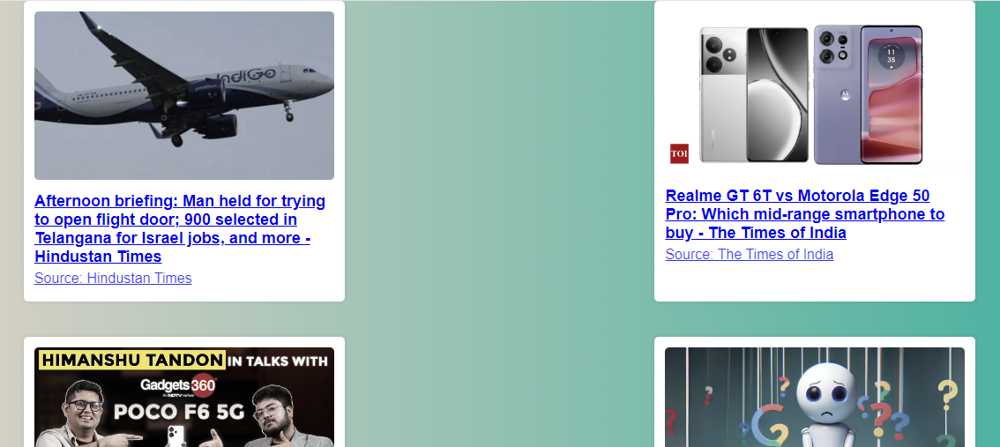 IndiGo
Afternoon briefing: Man held for trying
to open flight door; 900 selected in
Telangana for Israel jobs, and more -
Hindustan Times
Source: Hindustan Times
11
35
TOI
Realme GT 6T vs Motorola Edge 50
Pro: Which mid-range smartphone to
buy - The Times of India
Source: The Times of India
HIMANSHU TANDON IN TALKS WITH
Gadgets360
An NDTV venture
POCO F6 5G